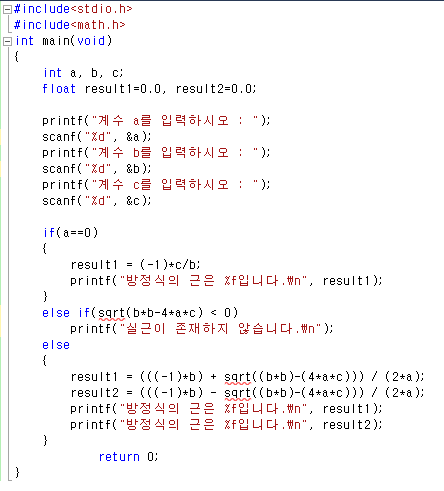 #include<stdio.h>
#include<math.h>
int main(void)
{
int a, b, c;
float result1=0.0, result2=0.0;
printf("계수 a를 입력하시오 : ");
scanf("%d", &a);
printf("계수 b를 입력하시오 : ");
scanf("%d", &b);
printf("계수 c를 입력하시오 : ");
scanf("%d", &c);
if(a==0)
{
result1 = (-1)*c/b;
printf("방정식의 근은 %f입니다.₩n", result1);
}
else if(sqrt(b*b-4*a*c) < 0)
printf("실근이 존재하지 않습니다.₩n");
else
{
result1 = (((-1)*b) + sqrt((b*b)-(4*a*c))) / (2*a);
result2 = (((-1)*b) - sqrt((b*b)-(4*a*c))) / (2*a);
printf("방정식의 근은 %f입니다.₩n", result1);
printf("방정식의 근은 %f입니다.₩n", result2);
}
return 0;
}